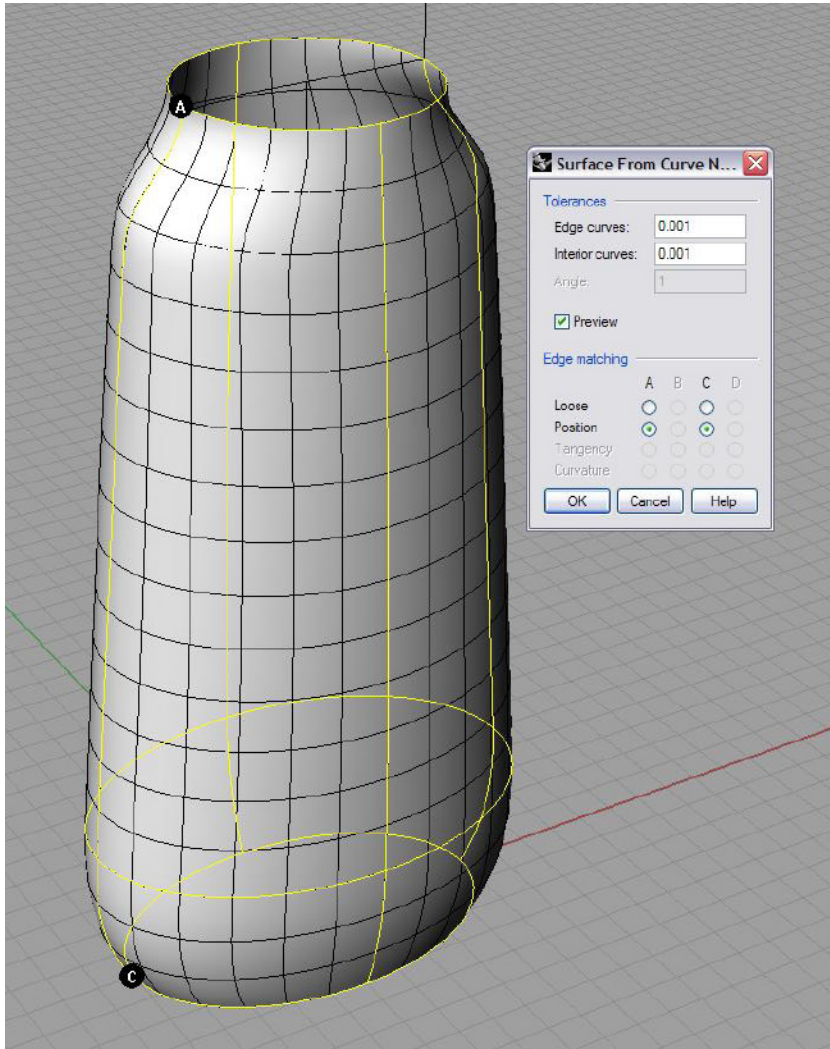 A
Surface From Curve N...
Tolerances
Edge curves: 0.001
Interior curves: 0.001
Angle: 1
Preview
Edge matching
A B C D
Loose
Position
Tangency
Curvature
OK Cancel Help
C